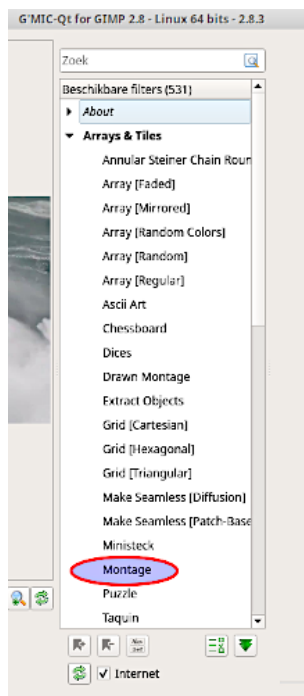 G'MIC-Qt for GIMP 2.8 - Linux 64 bits - 2.8.3
Zoek
Beschikbare filters (531)
About
Arrays & Tiles
Annular Steiner Chain Roun
Array [Faded]
Array [Mirrored]
Array [Random Colors]
Array [Random]
Array [Regular]
Ascii Art
Chessboard
Dices
Drawn Montage
Extract Objects
Grid [Cartesian]
Grid [Hexagonal]
Grid [Triangular]
Make Seamless [Diffusion]
Make Seamless [Patch-Base
Ministeck
Montage
Puzzle
Taquin
Internet